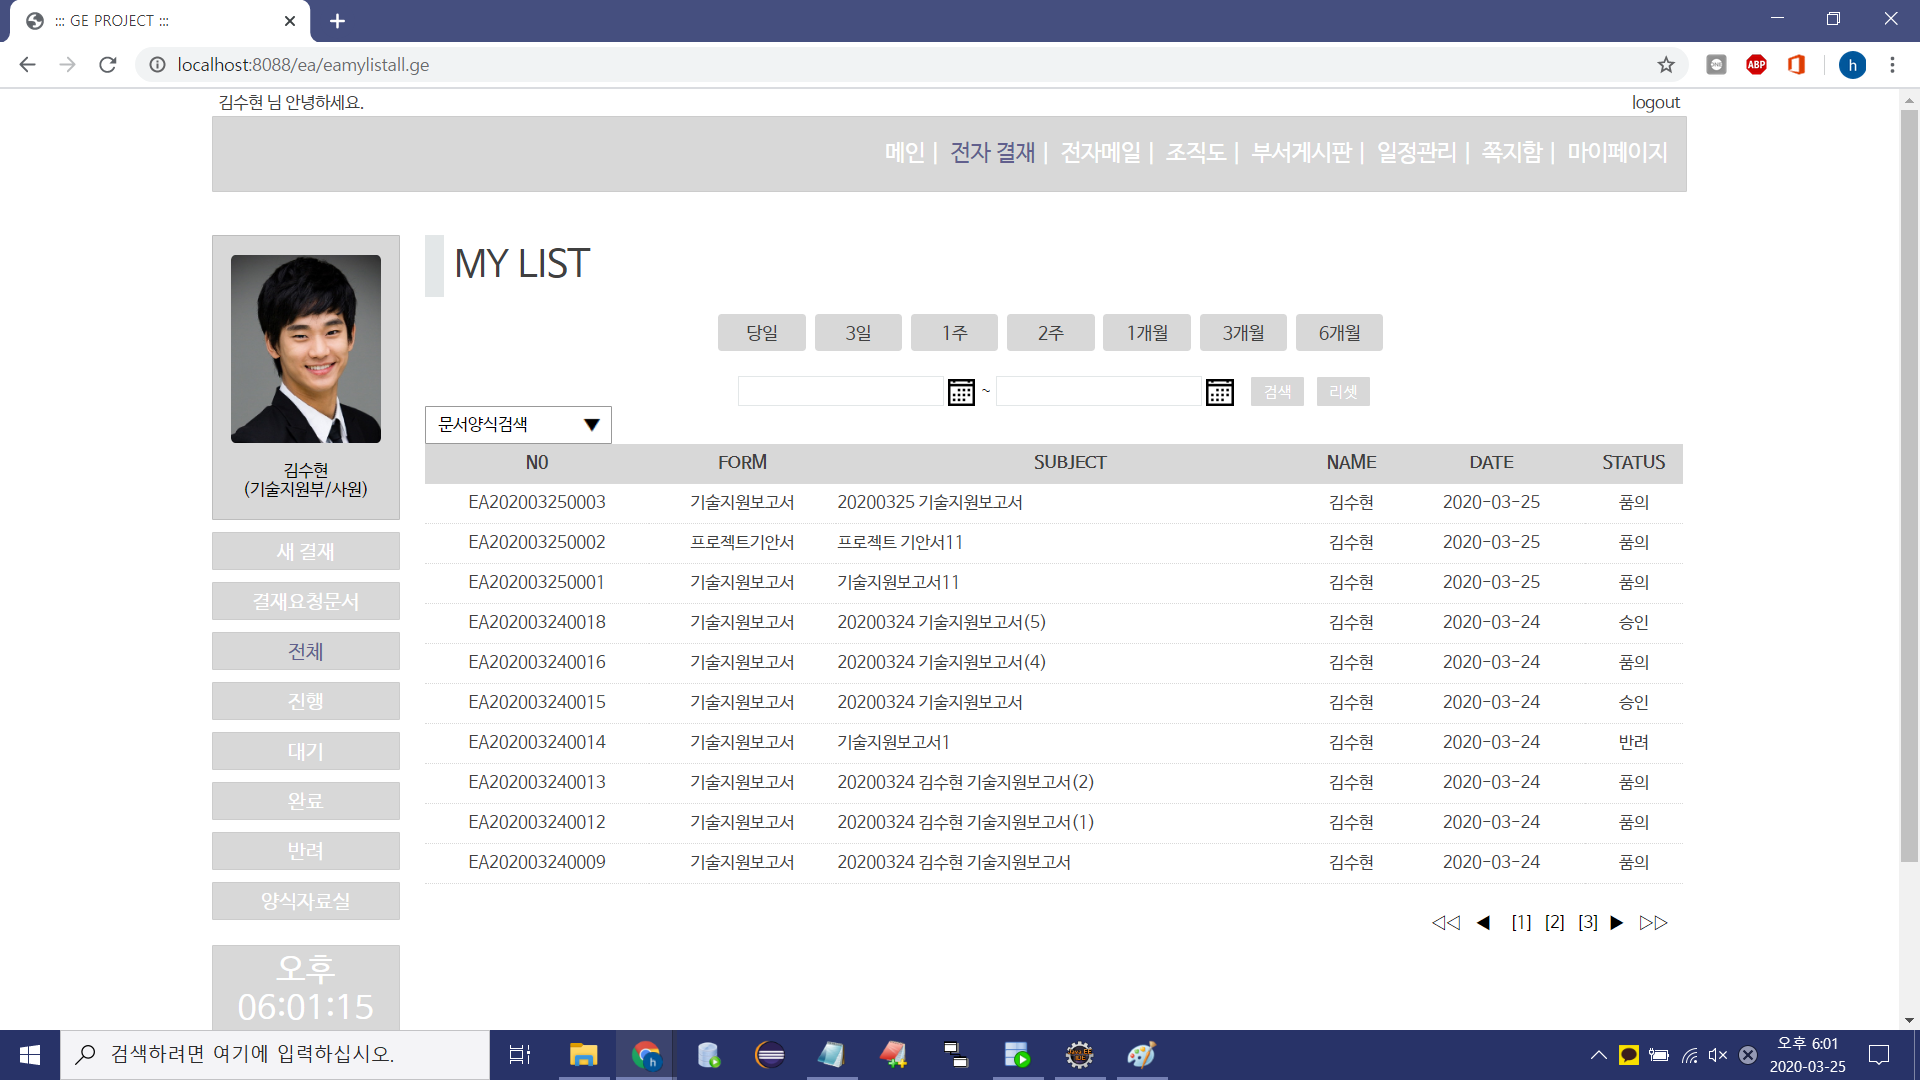 ::: GE PROJECT :::
localhost:8088/ea/eamylistall.ge
ABP
h
김수현 님 안녕하세요.
logout
메인 | 전자 결재 | 전자메일 | 조직도 | 부서게시판 | 일정관리 | 쪽지함 | 마이페이지
MY LIST
당일 3일 1주 2주 1개월 3개월 6개월
~ 검색 리셋
문서양식검색 ▼
김수현
(기술지원부/사원)
새 결재
결재요청문서
전체
진행
대기
완료
반려
양식자료실
오후
06:01:15
NO FORM SUBJECT NAME DATE STATUS
EA202003250003 기술지원보고서 20200325 기술지원보고서 김수현 2020-03-25 품의
EA202003250002 프로젝트기안서 프로젝트 기안서11 김수현 2020-03-25 품의
EA202003250001 기술지원보고서 기술지원보고서11 김수현 2020-03-25 품의
EA202003240018 기술지원보고서 20200324 기술지원보고서(5) 김수현 2020-03-24 승인
EA202003240016 기술지원보고서 20200324 기술지원보고서(4) 김수현 2020-03-24 품의
EA202003240015 기술지원보고서 20200324 기술지원보고서 김수현 2020-03-24 승인
EA202003240014 기술지원보고서 기술지원보고서1 김수현 2020-03-24 반려
EA202003240013 기술지원보고서 20200324 김수현 기술지원보고서(2) 김수현 2020-03-24 품의
EA202003240012 기술지원보고서 20200324 김수현 기술지원보고서(1) 김수현 2020-03-24 품의
EA202003240009 기술지원보고서 20200324 김수현 기술지원보고서 김수현 2020-03-24 품의
◁◁ ◀ [1] [2] [3] ▶ ▷▷
검색하려면 여기에 입력하십시오.
h
오후 6:01
2020-03-25